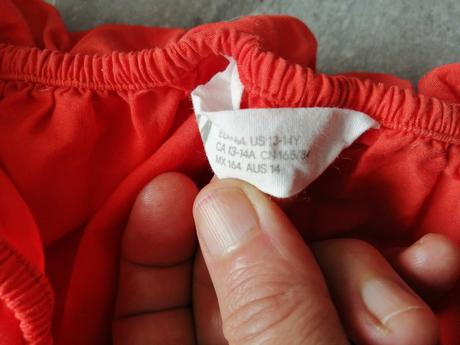 US 13-14Y
CA 13-14A CN 165/
MX 164 AUS 14